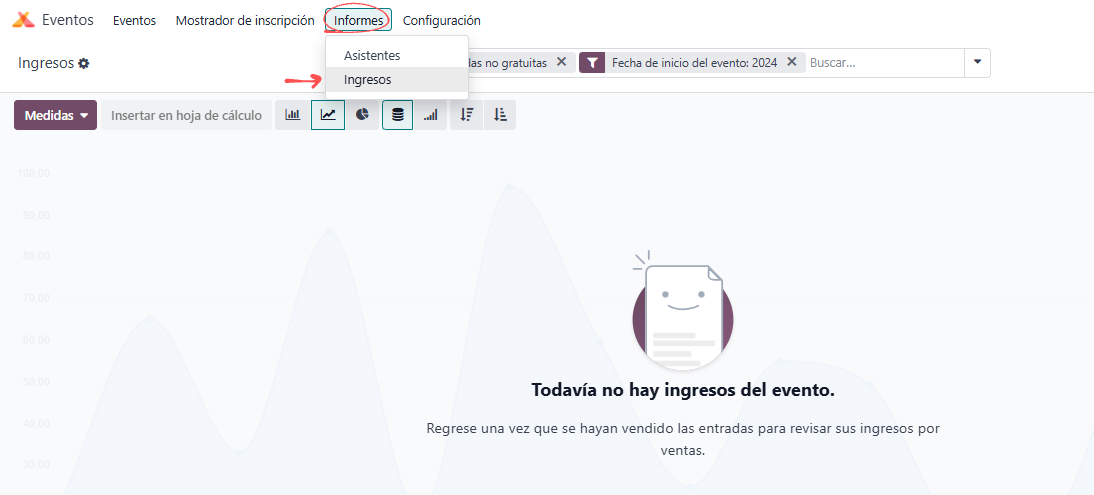 Eventos Eventos Mostrador de inscripción Informes Configuración
Ingresos
Asistentes
Ingresos
das no gratuitas Fecha de inicio del evento: 2024 Buscar...
Medidas Insertar en hoja de cálculo
100,00
90,00
80,00
70,00
60,00
50,00
40,00
30,00
Todavía no hay ingresos del evento.
Regrese una vez que se hayan vendido las entradas para revisar sus ingresos por
ventas.